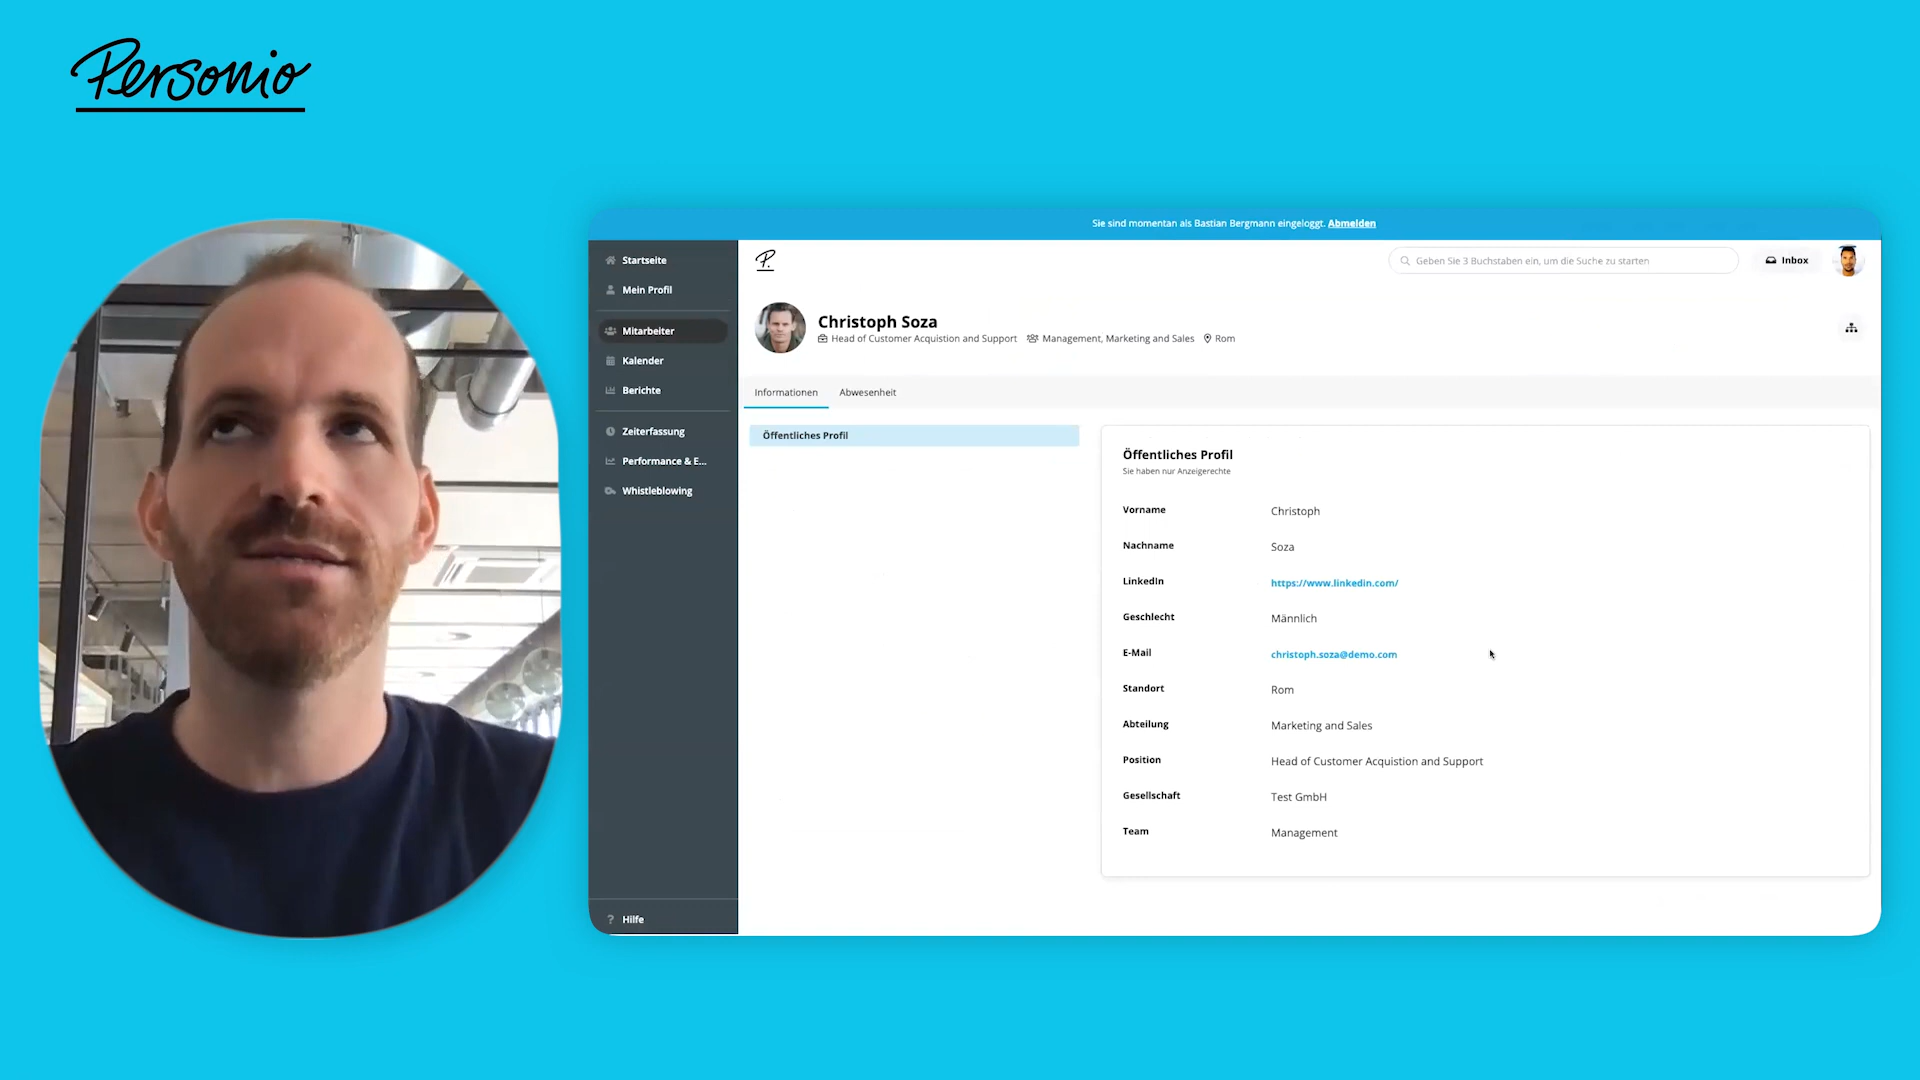 Personio
Sie sind momentan als Bastian Bergmann eingeloggt. Abmelden
Startseite
Mein Profil
Mitarbeiter
Kalender
Berichte
Zeiterfassung
Performance & E...
Whistleblowing
Hilfe
P.
Geben Sie 3 Buchstaben ein, um die Suche zu starten
Inbox
Christoph Soza
Head of Customer Acquistion and Support Management, Marketing and Sales Rom
Informationen Abwesenheit
Öffentliches Profil
Öffentliches Profil
Sie haben nur Anzeigerechte
Vorname Christoph
Nachname Soza
LinkedIn https://www.linkedin.com/
Geschlecht Männlich
E-Mail christoph.soza@demo.com
Standort Rom
Abteilung Marketing and Sales
Position Head of Customer Acquistion and Support
Gesellschaft Test GmbH
Team Management